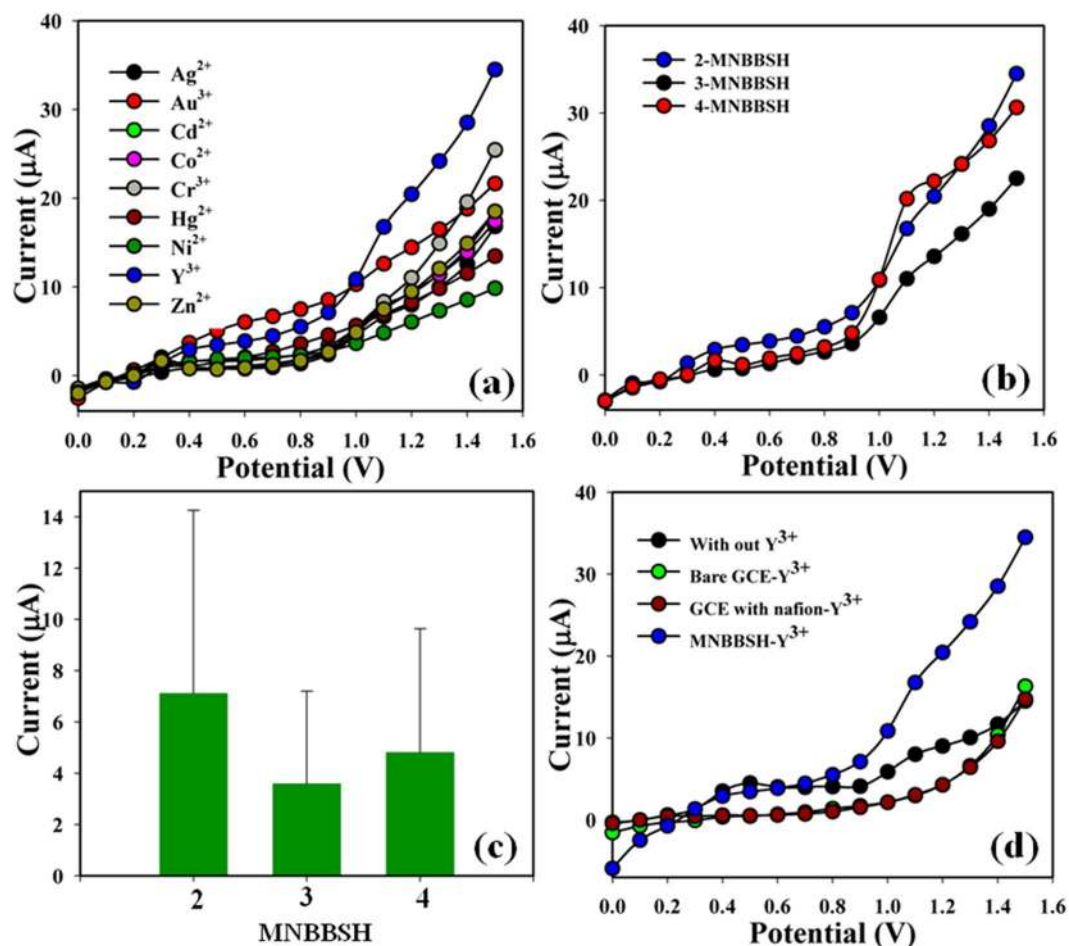 40
30
20
10
0
Current (µA)
Ag2+
Au3+
Cd2+
Co2+
Cr3+
Hg2+
Ni2+
Y3+
Zn2+
(a)
0.0 0.2 0.4 0.6 0.8 1.0 1.2 1.4 1.6
Potential (V)
40
30
20
10
0
Current (µA)
2-MNBBSH
3-MNBBSH
4-MNBBSH
(b)
0.0 0.2 0.4 0.6 0.8 1.0 1.2 1.4 1.6
Potential (V)
14
12
10
8
6
4
2
0
Current (µA)
(c)
2 3 4
MNBBSH
40
30
20
10
0
Current (µA)
With out Y3+
Bare GCE-Y3+
GCE with nafion-Y3+
MNBBSH-Y3+
(d)
0.0 0.2 0.4 0.6 0.8 1.0 1.2 1.4 1.6
Potential (V)